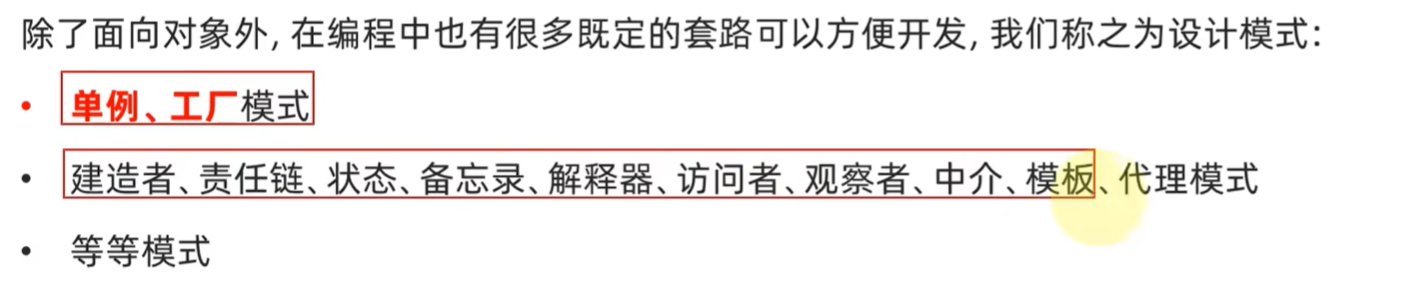 除了面向对象外, 在编程中也有很多既定的套路可以方便开发, 我们称之为设计模式:
• 单例、工厂模式
• 建造者、责任链、状态、备忘录、解释器、访问者、观察者、中介、模板、代理模式
• 等等模式